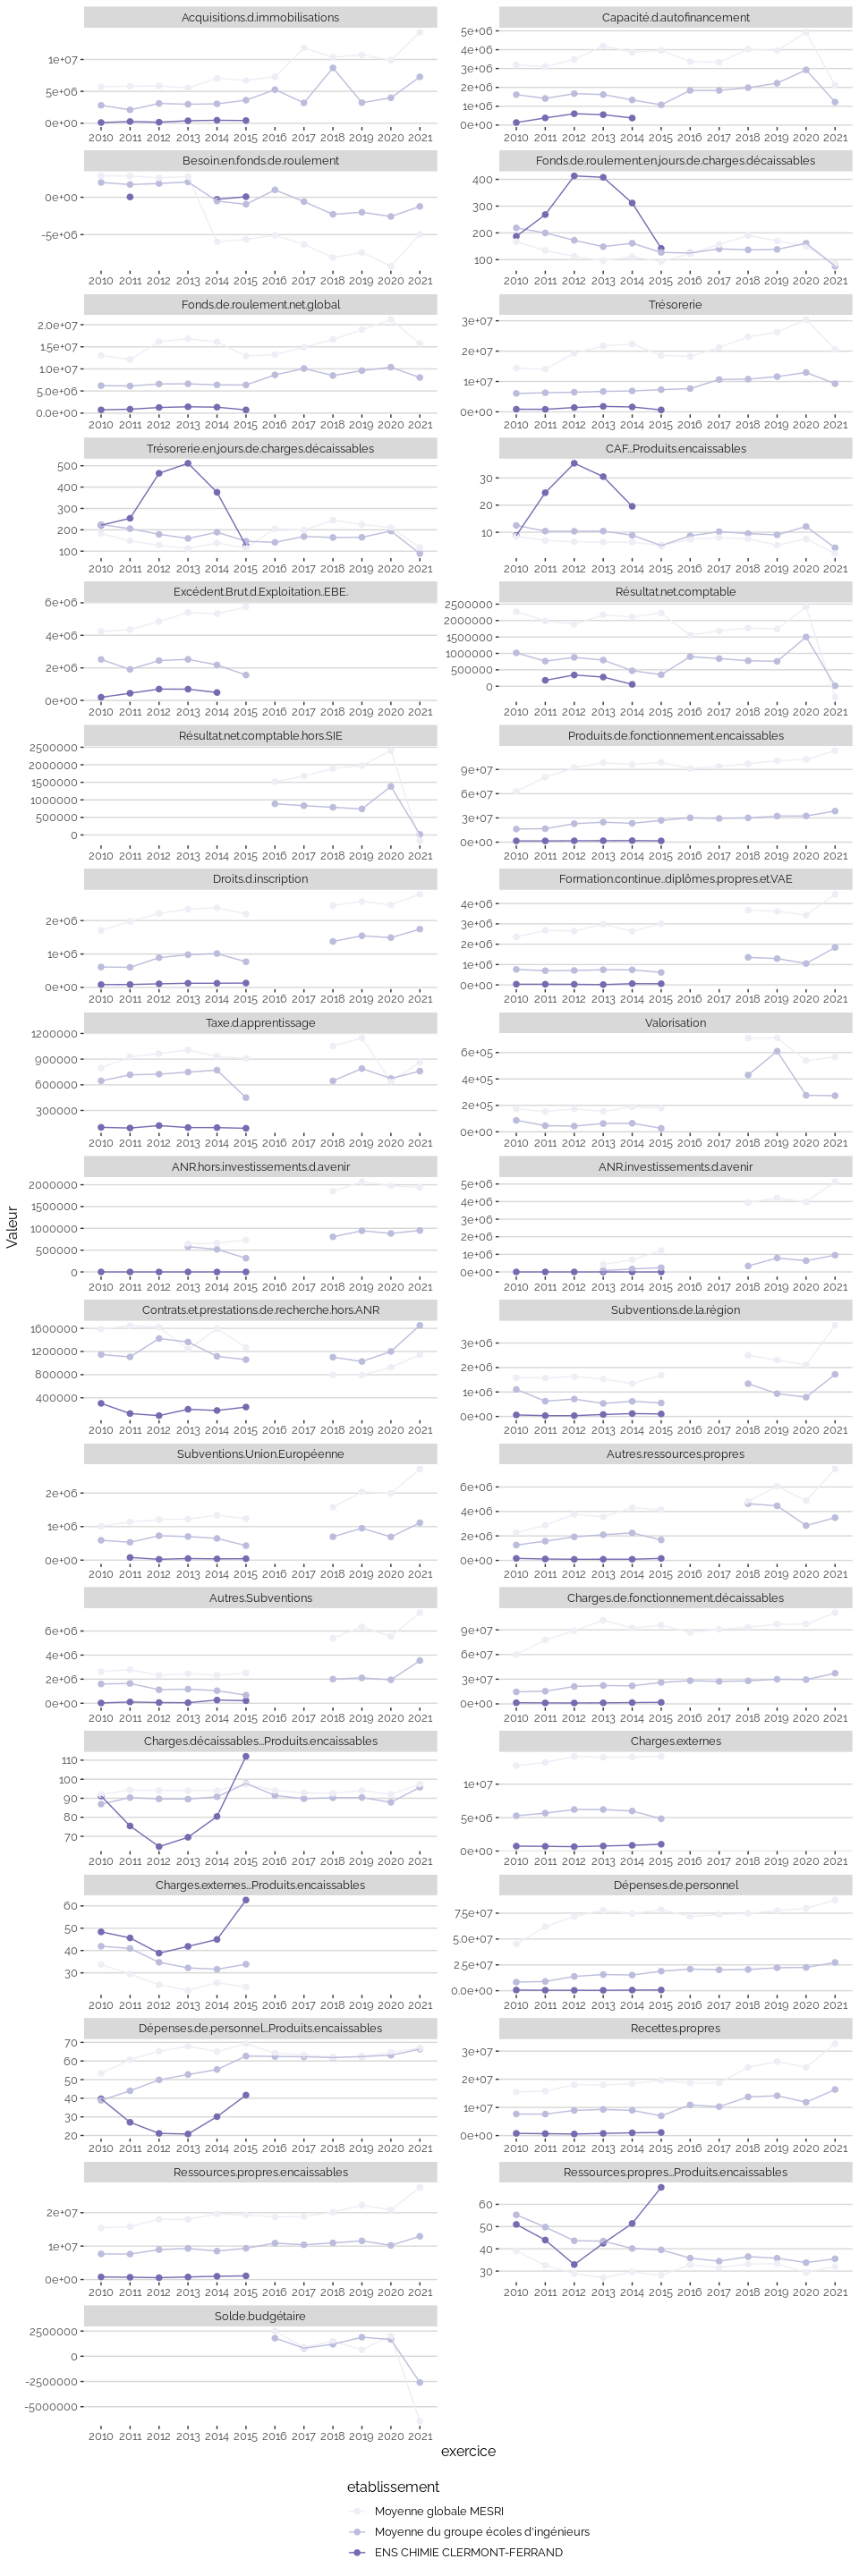 Acquisitions.d.immobilisations
1e+07
5e+06
0e+00
2010 2011 2012 2013 2014 2015 2016 2017 2018 2019 2020 2021
Capacité.d.autofinancement
5e+06
4e+06
3e+06
2e+06
1e+06
0e+00
2010 2011 2012 2013 2014 2015 2016 2017 2018 2019 2020 2021
Besoin.en.fonds.de.roulement
0e+00
-5e+06
2010 2011 2012 2013 2014 2015 2016 2017 2018 2019 2020 2021
Fonds.de.roulement.en.jours.de.charges.décaissables
400
300
200
100
2010 2011 2012 2013 2014 2015 2016 2017 2018 2019 2020 2021
Fonds.de.roulement.net.global
2.0e+07
1.5e+07
1.0e+07
5.0e+06
0.0e+00
2010 2011 2012 2013 2014 2015 2016 2017 2018 2019 2020 2021
Trésorerie
3e+07
2e+07
1e+07
0e+00
2010 2011 2012 2013 2014 2015 2016 2017 2018 2019 2020 2021
Trésorerie.en.jours.de.charges.décaissables
500
400
300
200
100
2010 2011 2012 2013 2014 2015 2016 2017 2018 2019 2020 2021
CAF...Produits.encaissables
30
20
10
2010 2011 2012 2013 2014 2015 2016 2017 2018 2019 2020 2021
Excédent.Brut.d.Exploitation..EBE.
6e+06
4e+06
2e+06
0e+00
2010 2011 2012 2013 2014 2015 2016 2017 2018 2019 2020 2021
Résultat.net.comptable
2500000
2000000
1500000
1000000
500000
0
2010 2011 2012 2013 2014 2015 2016 2017 2018 2019 2020 2021
Résultat.net.comptable.hors.SIE
2500000
2000000
1500000
1000000
500000
0
2010 2011 2012 2013 2014 2015 2016 2017 2018 2019 2020 2021
Produits.de.fonctionnement.encaissables
9e+07
6e+07
3e+07
0e+00
2010 2011 2012 2013 2014 2015 2016 2017 2018 2019 2020 2021
Droits.d.inscription
2e+06
1e+06
0e+00
2010 2011 2012 2013 2014 2015 2016 2017 2018 2019 2020 2021
Formation.continue..diplômes.propres.et.VAE
4e+06
3e+06
2e+06
1e+06
0e+00
2010 2011 2012 2013 2014 2015 2016 2017 2018 2019 2020 2021
Taxe.d.apprentissage
1200000
900000
600000
300000
2010 2011 2012 2013 2014 2015 2016 2017 2018 2019 2020 2021
Valorisation
6e+05
4e+05
2e+05
0e+00
2010 2011 2012 2013 2014 2015 2016 2017 2018 2019 2020 2021
ANR.hors.investissements.d.avenir
2000000
1500000
1000000
500000
0
2010 2011 2012 2013 2014 2015 2016 2017 2018 2019 2020 2021
ANR.investissements.d.avenir
5e+06
4e+06
3e+06
2e+06
1e+06
0e+00
2010 2011 2012 2013 2014 2015 2016 2017 2018 2019 2020 2021
Contrats.et.prestations.de.recherche.hors.ANR
1600000
1200000
800000
400000
2010 2011 2012 2013 2014 2015 2016 2017 2018 2019 2020 2021
Subventions.de.la.région
3e+06
2e+06
1e+06
0e+00
2010 2011 2012 2013 2014 2015 2016 2017 2018 2019 2020 2021
Subventions.Union.Européenne
2e+06
1e+06
0e+00
2010 2011 2012 2013 2014 2015 2016 2017 2018 2019 2020 2021
Autres.ressources.propres
6e+06
4e+06
2e+06
0e+00
2010 2011 2012 2013 2014 2015 2016 2017 2018 2019 2020 2021
Autres.Subventions
6e+06
4e+06
2e+06
0e+00
2010 2011 2012 2013 2014 2015 2016 2017 2018 2019 2020 2021
Charges.de.fonctionnement.décaissables
9e+07
6e+07
3e+07
0e+00
2010 2011 2012 2013 2014 2015 2016 2017 2018 2019 2020 2021
Charges.décaissables...Produits.encaissables
110
100
90
80
70
2010 2011 2012 2013 2014 2015 2016 2017 2018 2019 2020 2021
Charges.externes
1e+07
5e+06
0e+00
2010 2011 2012 2013 2014 2015 2016 2017 2018 2019 2020 2021
Charges.externes...Produits.encaissables
60
50
40
30
2010 2011 2012 2013 2014 2015 2016 2017 2018 2019 2020 2021
Dépenses.de.personnel
7.5e+07
5.0e+07
2.5e+07
0.0e+00
2010 2011 2012 2013 2014 2015 2016 2017 2018 2019 2020 2021
Dépenses.de.personnel...Produits.encaissables
70
60
50
40
30
20
2010 2011 2012 2013 2014 2015 2016 2017 2018 2019 2020 2021
Recettes.propres
3e+07
2e+07
1e+07
0e+00
2010 2011 2012 2013 2014 2015 2016 2017 2018 2019 2020 2021
Ressources.propres.encaissables
2e+07
1e+07
0e+00
2010 2011 2012 2013 2014 2015 2016 2017 2018 2019 2020 2021
Ressources.propres...Produits.encaissables
60
50
40
30
2010 2011 2012 2013 2014 2015 2016 2017 2018 2019 2020 2021
Solde.budgétaire
2500000
0
-2500000
-5000000
2010 2011 2012 2013 2014 2015 2016 2017 2018 2019 2020 2021
Valeur
exercice
etablissement
Moyenne globale MESRI
Moyenne du groupe écoles d'ingénieurs
ENS CHIMIE CLERMONT-FERRAND